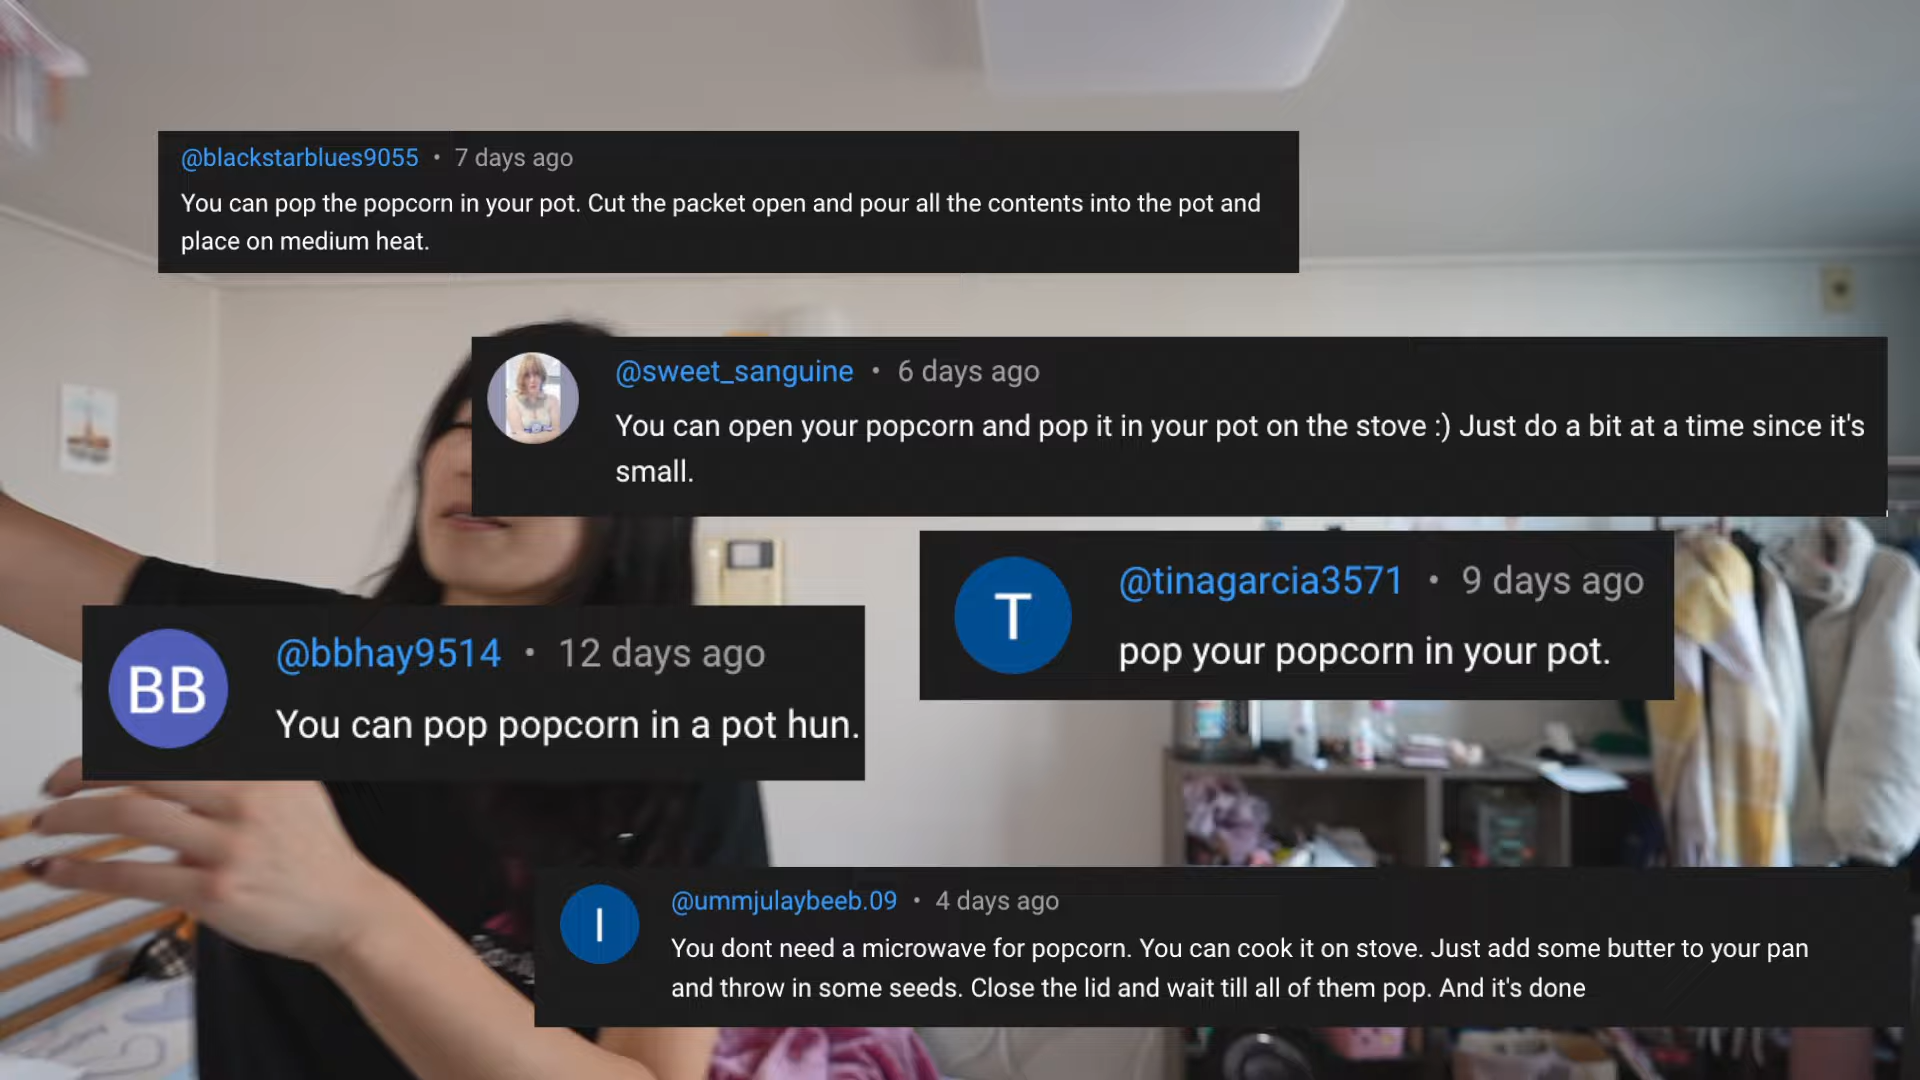 @blackstarblues9055 • 7 days ago
You can pop the popcorn in your pot. Cut the packet open and pour all the contents into the pot and
place on medium heat.
@sweet_sanguine • 6 days ago
You can open your popcorn and pop it in your pot on the stove :) Just do a bit at a time since it's
small.
T
@tinagarcia3571 • 9 days ago
pop your popcorn in your pot.
BB
@bbhay9514 • 12 days ago
You can pop popcorn in a pot hun.
I
@ummjulaybeeb.09 • 4 days ago
You dont need a microwave for popcorn. You can cook it on stove. Just add some butter to your pan
and throw in some seeds. Close the lid and wait till all of them pop. And it's done